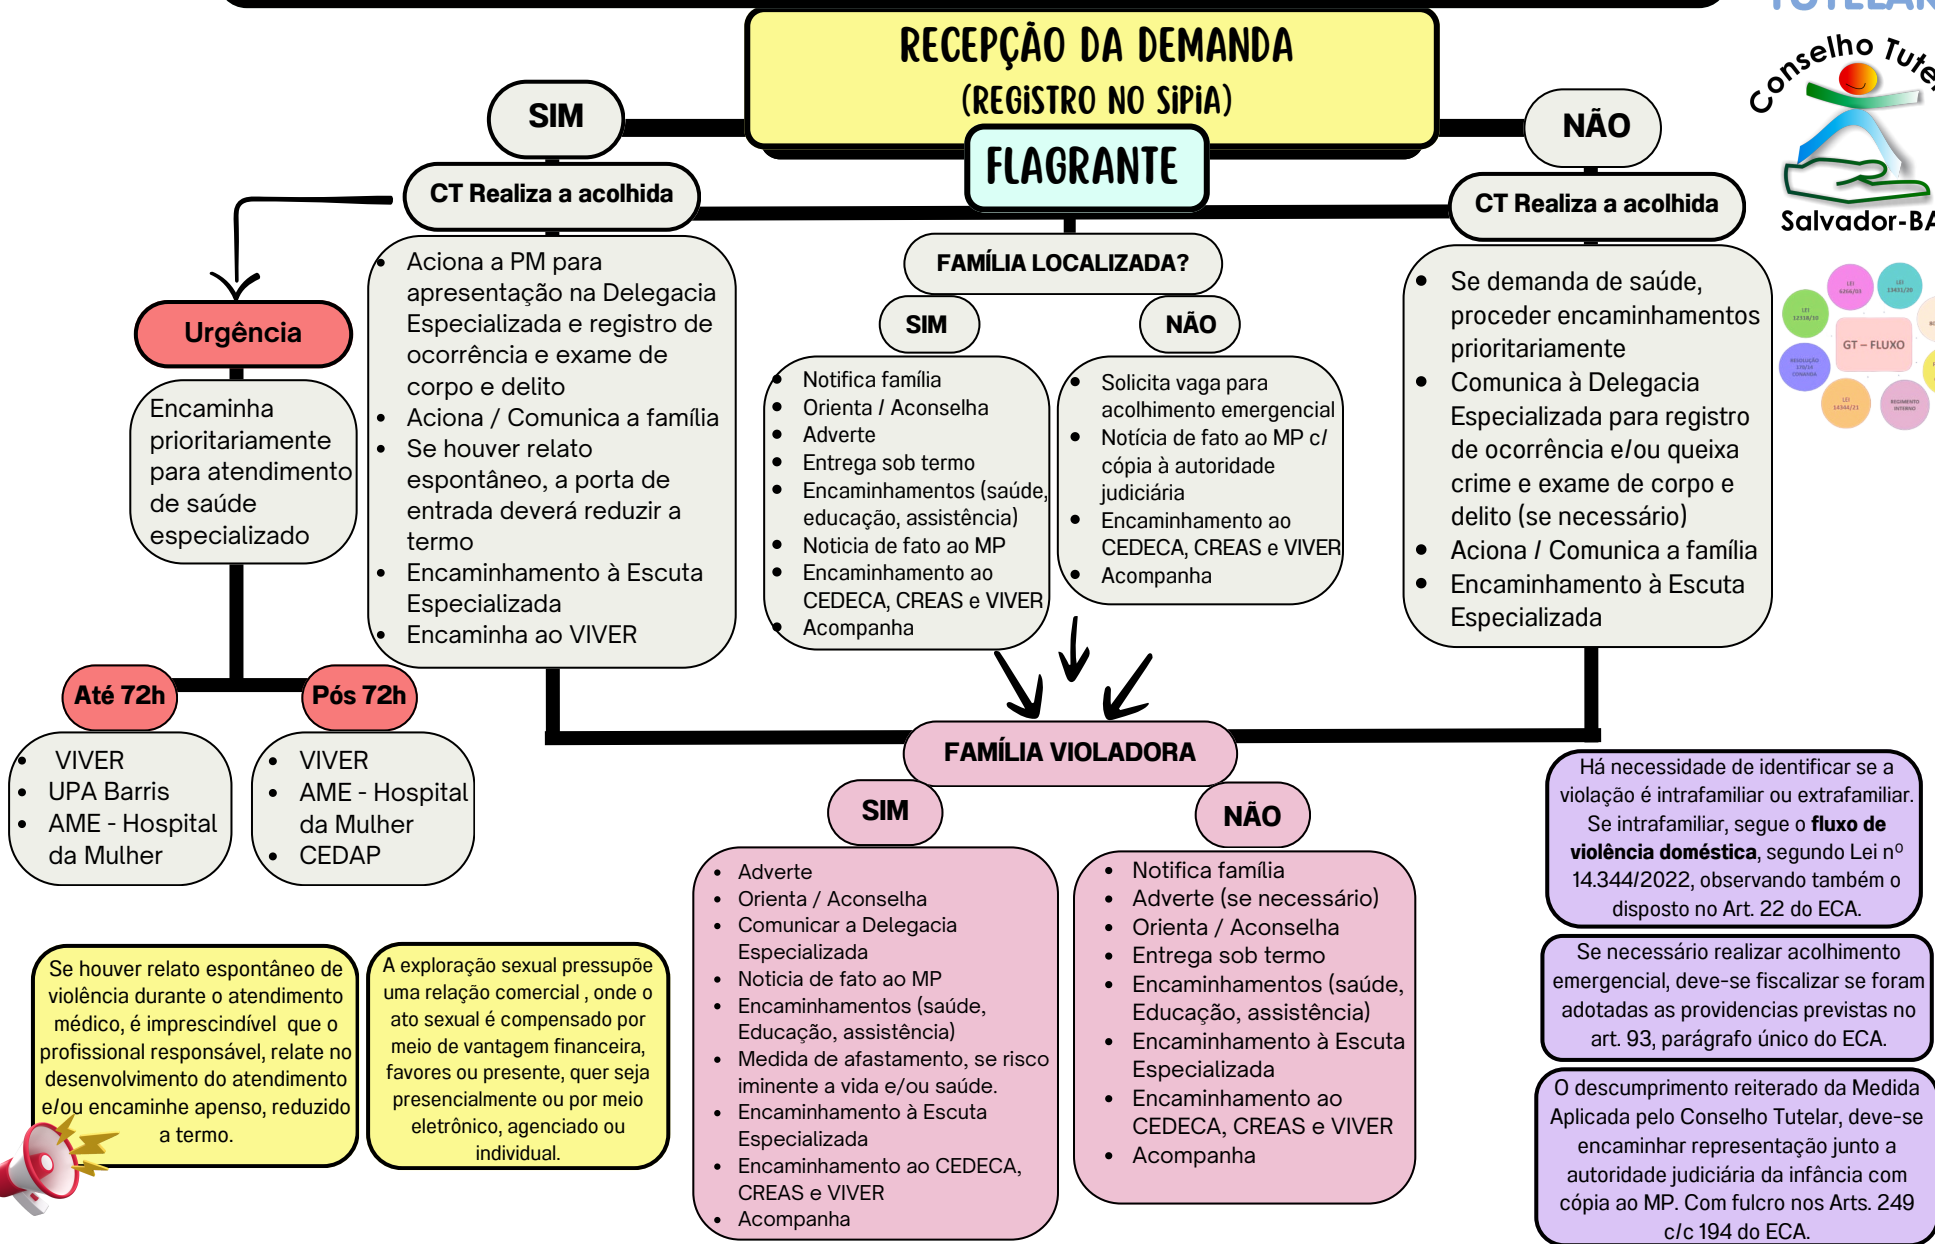 TUTELAR
RECEPÇÃO DA DEMANDA
(REGISTRO NO SIPIA)
FLAGRANTE
SIM
NÃO
Conselho Tute
Salvador-BA
CT Realiza a acolhida
CT Realiza a acolhida
Urgência
Encaminha
prioritariamente
para atendimento
de saúde
especializado
Até 72h
Pós 72h
• VIVER
• UPA Barris
• AME - Hospital
da Mulher
• VIVER
• AME - Hospital
da Mulher
• CEDAP
• Aciona a PM para
apresentação na Delegacia
Especializada e registro de
ocorrência e exame de
corpo e delito
• Aciona / Comunica a família
• Se houver relato
espontâneo, a porta de
entrada deverá reduzir a
termo
• Encaminhamento à Escuta
Especializada
• Encaminha ao VIVER
FAMÍLIA LOCALIZADA?
SIM
NÃO
• Notifica família
• Orienta / Aconselha
• Adverte
• Entrega sob termo
• Encaminhamentos (saúde,
educação, assistência)
• Noticia de fato ao MP
• Encaminhamento ao
CEDECA, CREAS e VIVER
• Acompanha
• Solicita vaga para
acolhimento emergencial
• Notícia de fato ao MP c/
cópia à autoridade
judiciária
• Encaminhamento ao
CEDECA, CREAS e VIVER
• Acompanha
• Se demanda de saúde,
proceder encaminhamentos
prioritariamente
• Comunica à Delegacia
Especializada para registro
de ocorrência e/ou queixa
crime e exame de corpo e
delito (se necessário)
• Aciona / Comunica a família
• Encaminhamento à Escuta
Especializada
LEI
13431/20
LEI
12318/10
GT – FLUXO
RESOLUÇÃO
170/14
CONANDA
LEI
14344/21
REGIMENTO
INTERNO
FAMÍLIA VIOLADORA
SIM
NÃO
• Adverte
• Orienta / Aconselha
• Comunicar a Delegacia
Especializada
• Noticia de fato ao MP
• Encaminhamentos (saúde,
Educação, assistência)
• Medida de afastamento, se risco
iminente a vida e/ou saúde.
• Encaminhamento à Escuta
Especializada
• Encaminhamento ao CEDECA,
CREAS e VIVER
• Acompanha
• Notifica família
• Adverte (se necessário)
• Orienta / Aconselha
• Entrega sob termo
• Encaminhamentos (saúde,
Educação, assistência)
• Encaminhamento à Escuta
Especializada
• Encaminhamento ao
CEDECA, CREAS e VIVER
• Acompanha
Se houver relato espontâneo de
violência durante o atendimento
médico, é imprescindível que o
profissional responsável, relate no
desenvolvimento do atendimento
e/ou encaminhe apenso, reduzido
a termo.
A exploração sexual pressupõe
uma relação comercial , onde o
ato sexual é compensado por
meio de vantagem financeira,
favores ou presente, quer seja
presencialmente ou por meio
eletrônico, agenciado ou
individual.
Há necessidade de identificar se a
violação é intrafamiliar ou extrafamiliar.
Se intrafamiliar, segue o fluxo de
violência doméstica, segundo Lei nº
14.344/2022, observando também o
disposto no Art. 22 do ECA.
Se necessário realizar acolhimento
emergencial, deve-se fiscalizar se foram
adotadas as providencias previstas no
art. 93, parágrafo único do ECA.
O descumprimento reiterado da Medida
Aplicada pelo Conselho Tutelar, deve-se
encaminhar representação junto a
autoridade judiciária da infância com
cópia ao MP. Com fulcro nos Arts. 249
c/c 194 do ECA.